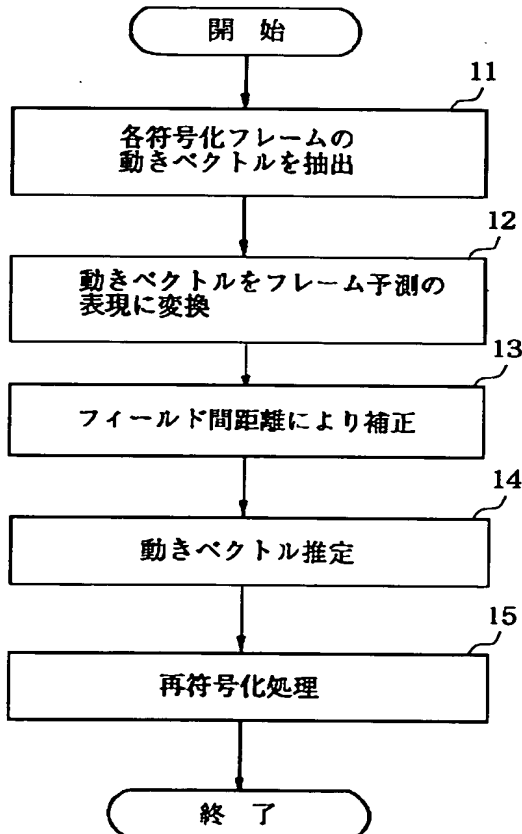 開 始
11
各符号化フレームの
動きベクトルを抽出
12
動きベクトルをフレーム予測の
表現に変換
13
フィールド間距離により補正
14
動きベクトル推定
15
再符号化処理
終 了